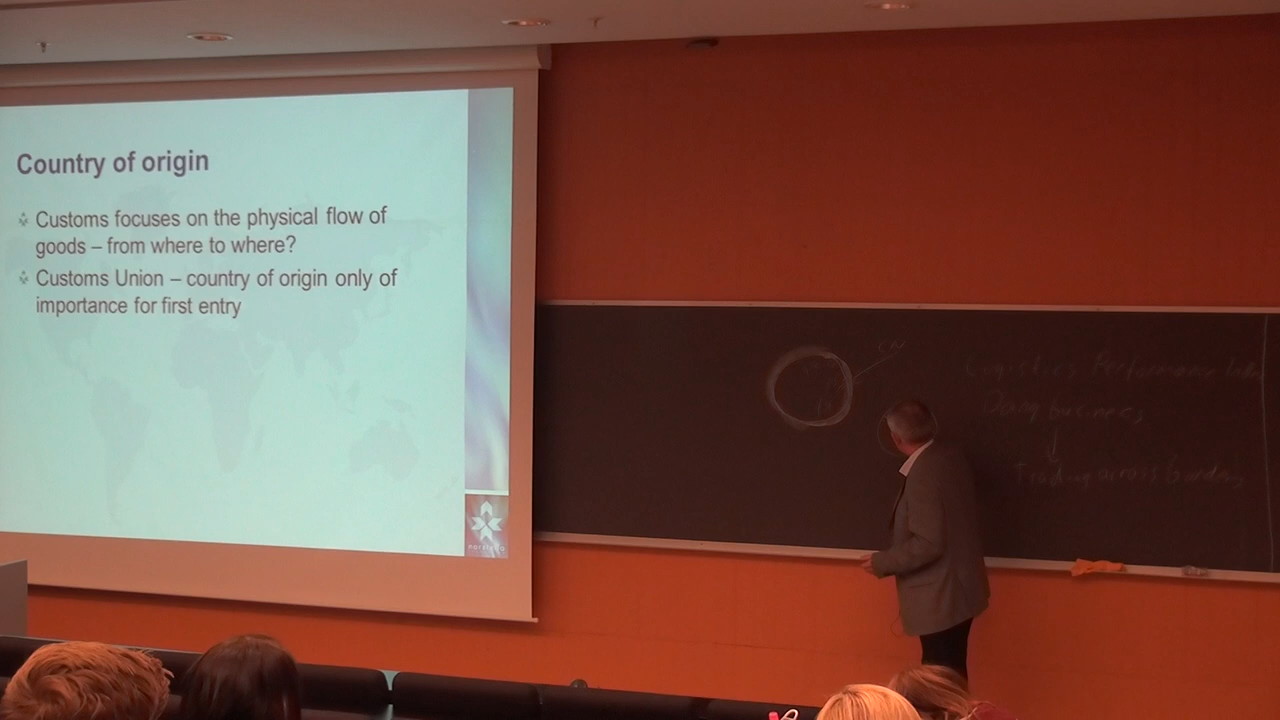 Country of origin
Customs focuses on the physical flow of
goods – from where to where?
Customs Union – country of origin only of
importance for first entry
CN
Logistics Performance
Doing business
Trading across borders